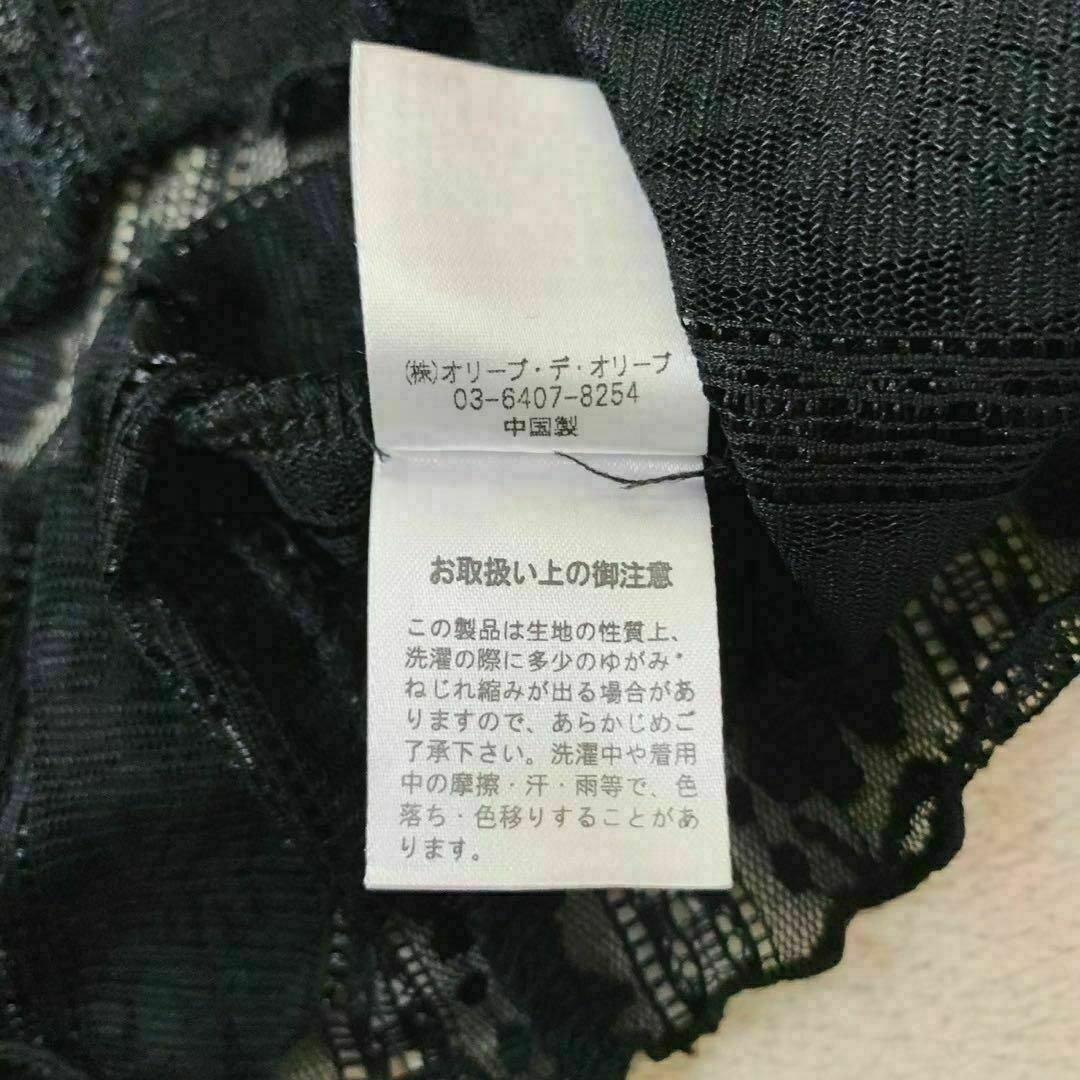 (株)オリーブ・デ・オリーブ
03-6407-8254
中国製
お取扱い上の御注意
この製品は生地の性質上、
洗濯の際に多少のゆがみ・
ねじれ縮みが出る場合があ
りますので、あらかじめご
了承下さい。洗濯中や着用
中の摩擦・汗・雨等で、色
落ち・色移りすることがあ
ります。